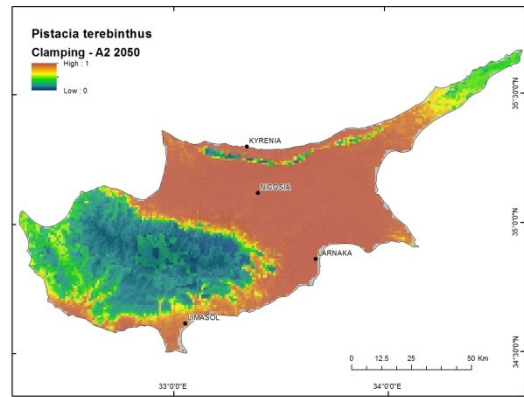 Pistacia terebinthus
Clamping - A2 2050
High : 1
Low : 0
KYRENIA
NICOSIA
LARNAKA
LIMASOL
35°30'0"N
35°0'0"N
34°30'0"N
0 12.5 25 50 Km
33°0'0"E
34°0'0"E